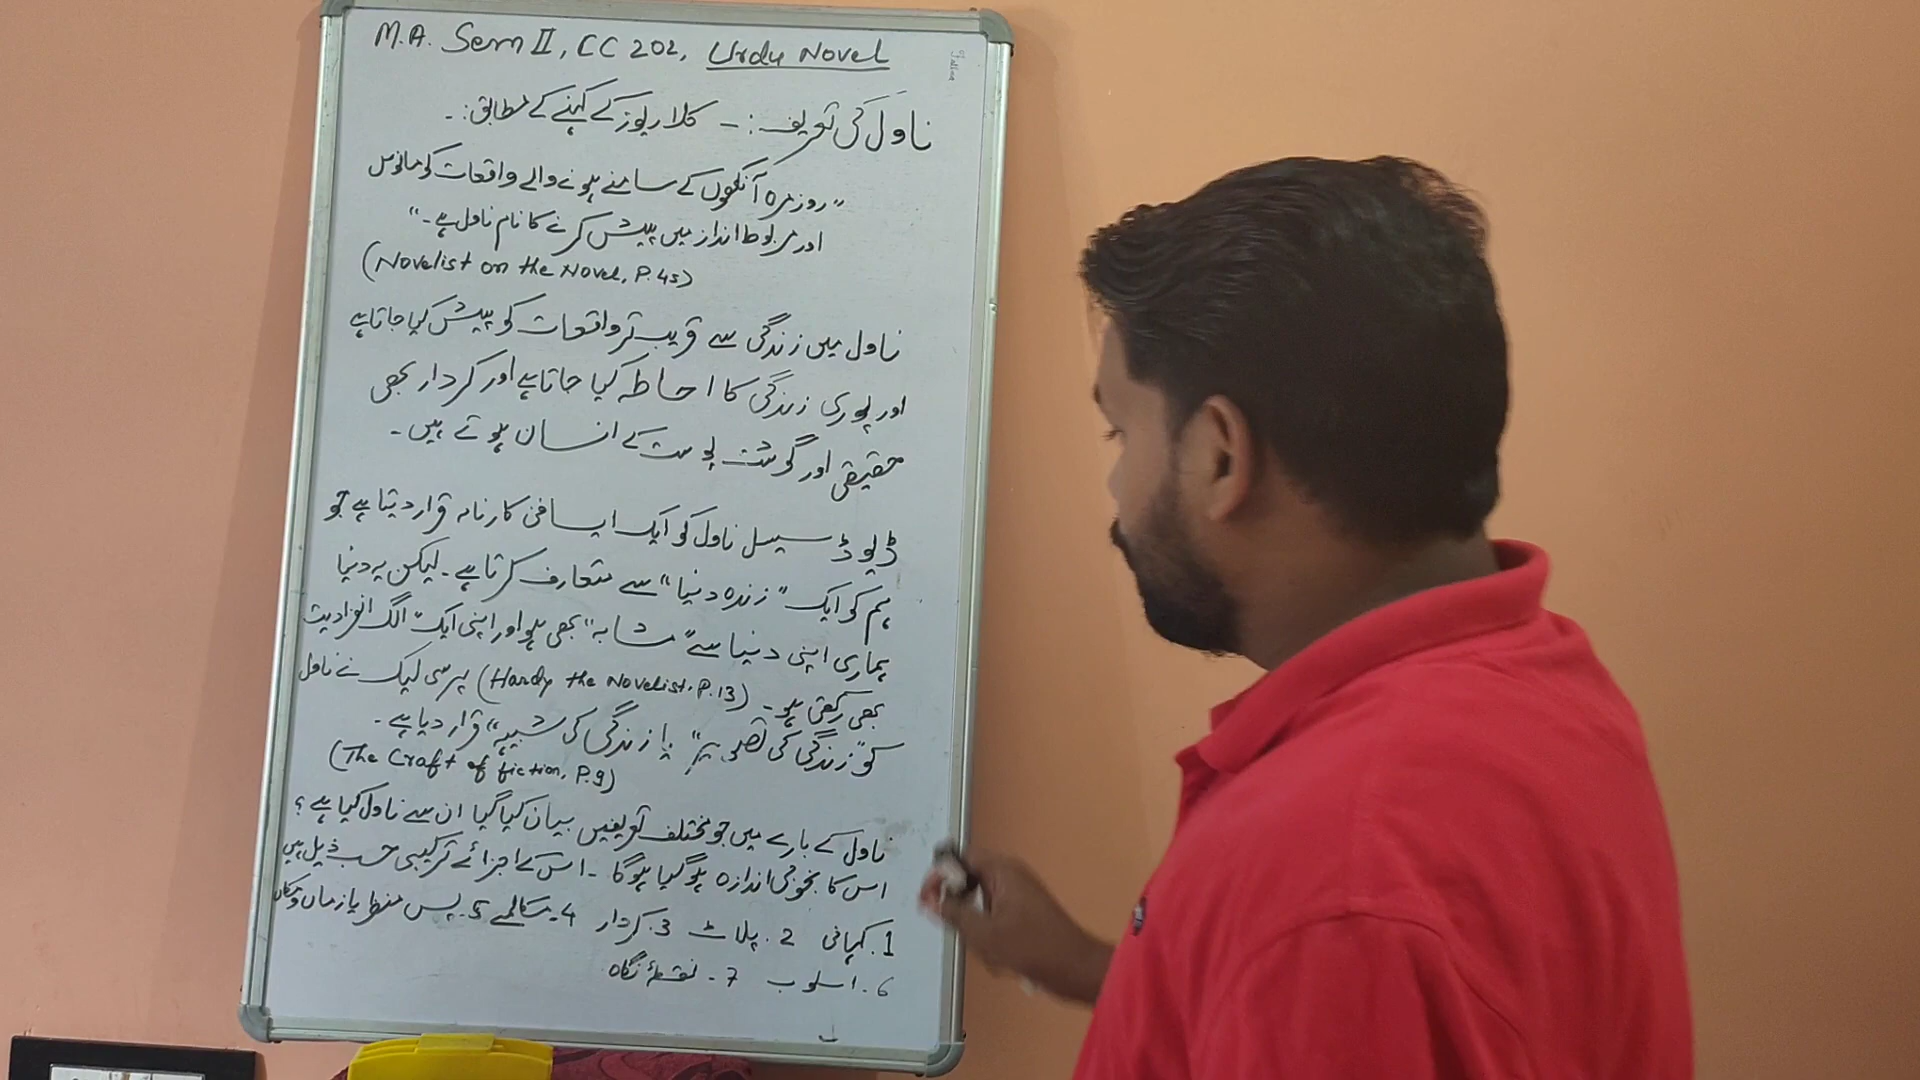 M.A. Sem II, CC 202, Urdu Novel
ناول کی تعریف :- کلارا ریوز کے کہنے کے مطابق :-
"روزمرہ آنکھوں کے سامنے ہونے والے واقعات کو مانوس
اور مربوط انداز میں پیش کرنے کا نام ناول ہے۔"
(Novelist on the Novel, P. 45)
ناول میں زندگی سے قریب تر واقعات کو پیش کیا جاتا ہے
اور پوری زندگی کا احاطہ کیا جاتا ہے اور کردار بھی
حقیقی اور گوشت پوست کے انسان ہوتے ہیں۔
ڈیوڈ سیسل ناول کو ایک ایسا فنی کارنامہ قرار دیتا ہے جو
ہم کو ایک "زندہ دنیا" سے متعارف کرتا ہے۔ لیکن یہ دنیا
ہماری اپنی دنیا سے "مشابہ" بھی ہو اور اپنی ایک "الگ انفرادیت
بھی رکھتی ہو۔ (Hardy the Novelist, P. 13) پرسی لیک نے ناول
کو "زندگی کی تصویر" یا "زندگی کی شبیہہ" قرار دیا ہے۔
(The Craft of fiction, P. 9)
ناول کے بارے میں جو مختلف تعریفیں بیان کیا گیا ان سے ناول کیا ہے؟
اس کا بخوبی اندازہ ہو گیا ہوگا۔ اس کے اجزائے ترکیبی حسب ذیل ہیں
1. کہانی 2. پلاٹ 3. کردار 4۔ مکالمے 5۔ پس منظر یا زماں و مکاں
6۔ اسلوب 7۔ نقطۂ نگاہ